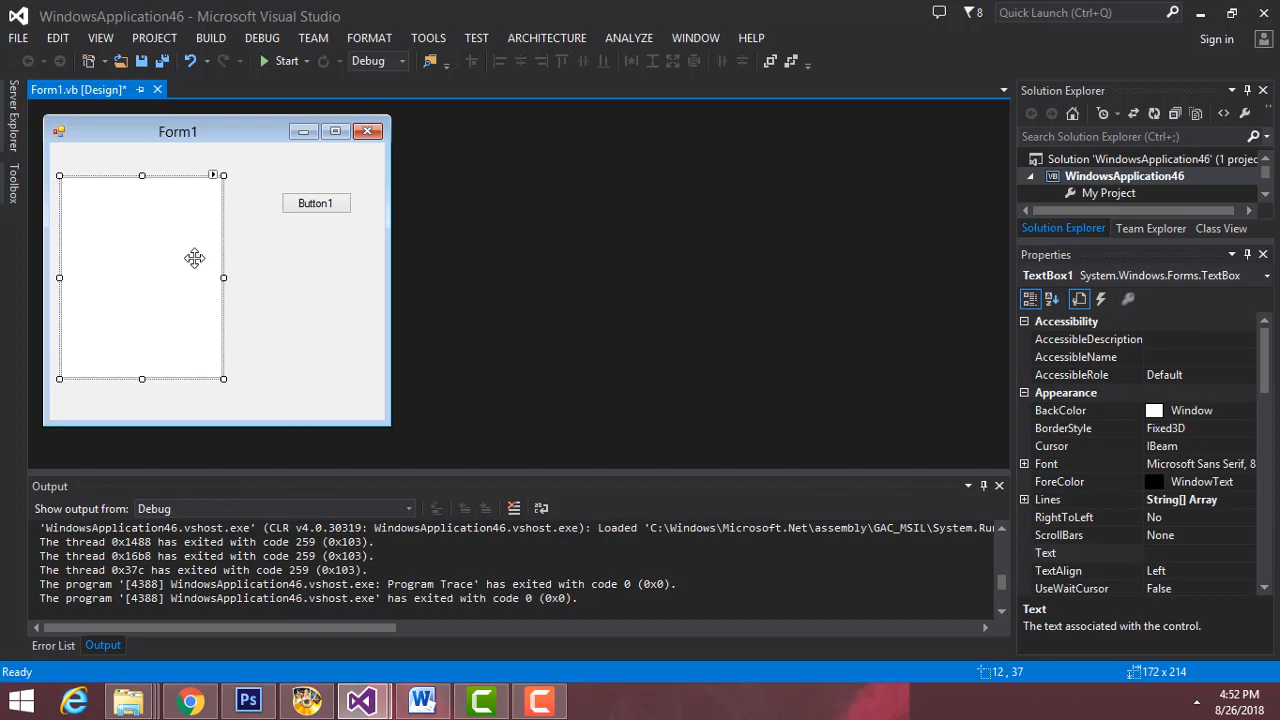 WindowsApplication46 - Microsoft Visual Studio
8
Quick Launch (Ctrl+Q)
FILE EDIT VIEW PROJECT BUILD DEBUG TEAM FORMAT TOOLS TEST ARCHITECTURE ANALYZE WINDOW HELP
Sign in
Start Debug
Server Explorer
Toolbox
Form1.vb [Design]*
Form1
Button1
Solution Explorer
Search Solution Explorer (Ctrl+;)
Solution 'WindowsApplication46' (1 projec
VB WindowsApplication46
My Project
Solution Explorer Team Explorer Class View
Properties
TextBox1 System.Windows.Forms.TextBox
Accessibility
AccessibleDescription
AccessibleName
AccessibleRole Default
Appearance
BackColor Window
BorderStyle Fixed3D
Cursor IBeam
Font Microsoft Sans Serif, 8
ForeColor WindowText
Lines String[] Array
RightToLeft No
ScrollBars None
Text
TextAlign Left
UseWaitCursor False
Text
The text associated with the control.
Output
Show output from: Debug
'WindowsApplication46.vshost.exe' (CLR v4.0.30319: WindowsApplication46.vshost.exe): Loaded 'C:\Windows\Microsoft.Net\assembly\GAC_MSIL\System.Run
The thread 0x1488 has exited with code 259 (0x103).
The thread 0x16b8 has exited with code 259 (0x103).
The thread 0x37c has exited with code 259 (0x103).
The program '[4388] WindowsApplication46.vshost.exe: Program Trace' has exited with code 0 (0x0).
The program '[4388] WindowsApplication46.vshost.exe' has exited with code 0 (0x0).
Error List Output
Ready
12 , 37
172 x 214
Ps
4:52 PM
8/26/2018